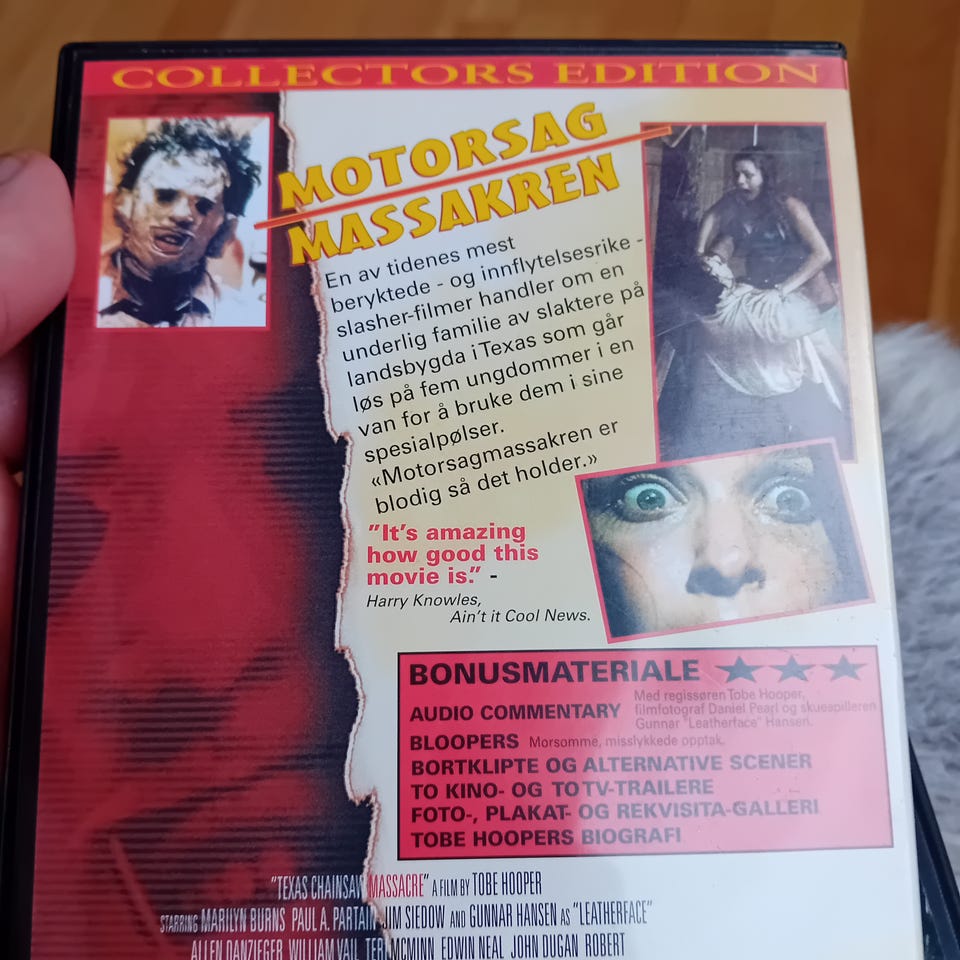 COLLECTORS EDITION
MOTORSAG
MASSAKREN
En av tidenes mest
beryktede - og innflytelsesrike -
slasher-filmer handler om en
underlig familie av slaktere på
landsbygda i Texas som går
løs på fem ungdommer i en
van for å bruke dem i sine
spesialpølser.
«Motorsagmassakren er
blodig så det holder.»
"It's amazing
how good this
movie is." -
Harry Knowles,
Ain't it Cool News.
BONUSMATERIALE
AUDIO COMMENTARY Med regissøren Tobe Hooper,
filmfotograf Daniel Pearl og skuespilleren
Gunnar "Leatherface" Hansen.
BLOOPERS Morsomme, misslykkede opptak.
BORTKLIPTE OG ALTERNATIVE SCENER
TO KINO- OG TO TV-TRAILERE
FOTO-, PLAKAT- OG REKVISITA-GALLERI
TOBE HOOPERS BIOGRAFI
"TEXAS CHAINSAW MASSACRE" A FILM BY TOBE HOOPER
STARRING MARILYN BURNS PAUL A. PARTAIN JIM SIEDOW AND GUNNAR HANSEN AS "LEATHERFACE"
ALLEN DANZIEGER WILLIAM VAIL TERI MCMINN EDWIN NEAL JOHN DUGAN ROBERT